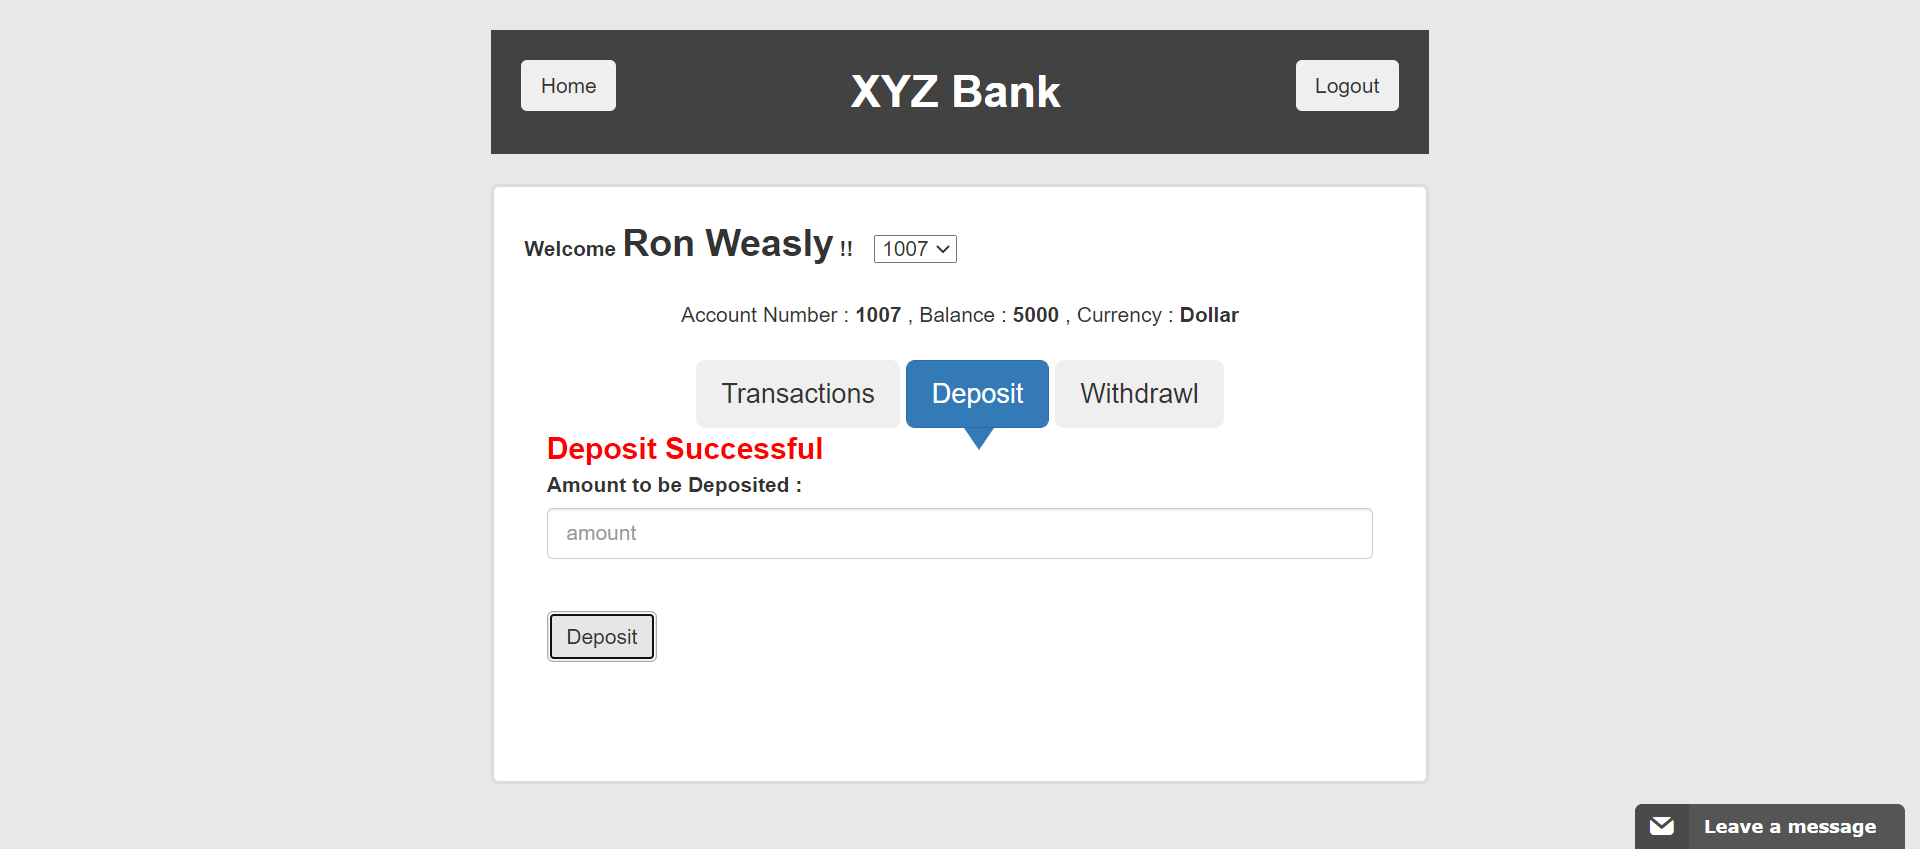 Home
XYZ Bank
Logout
Welcome Ron Weasly !! 1007
Account Number : 1007 , Balance : 5000 , Currency : Dollar
Transactions
Deposit
Withdrawl
Deposit Successful
Amount to be Deposited :
amount
Deposit
Leave a message